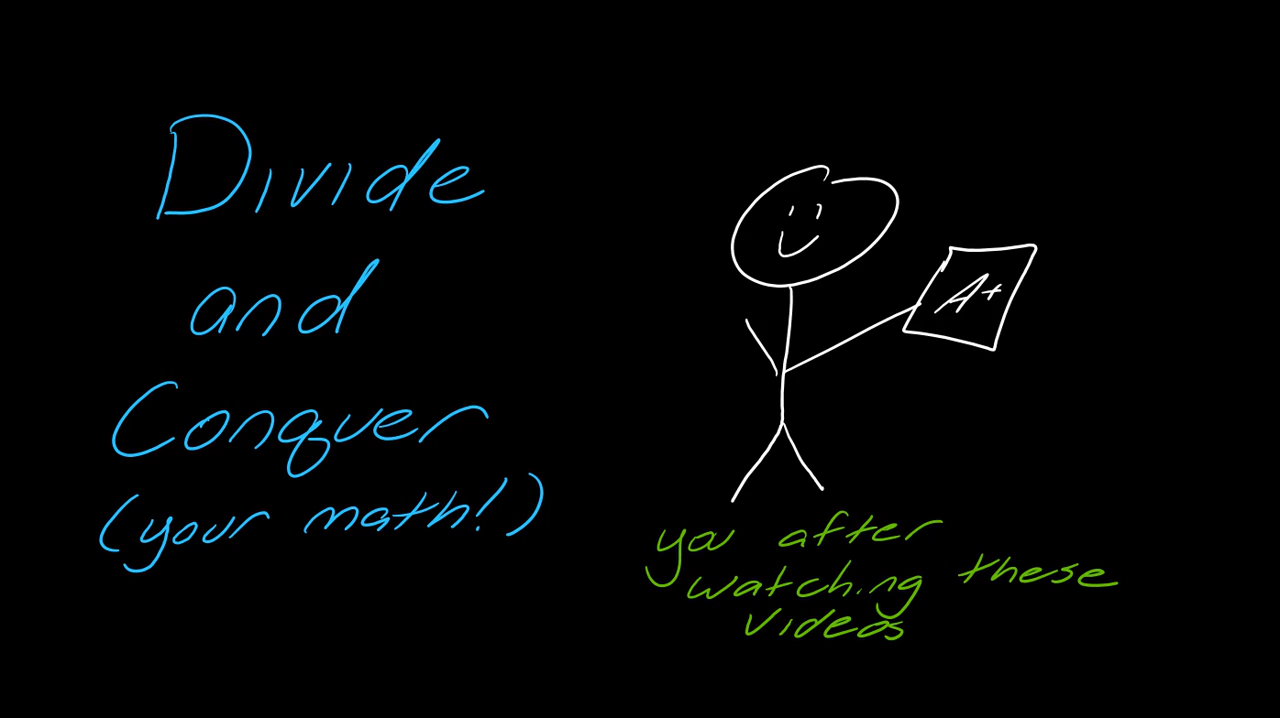 Divide
and
Conquer
(your math!)
A+
you after
watching these
videos